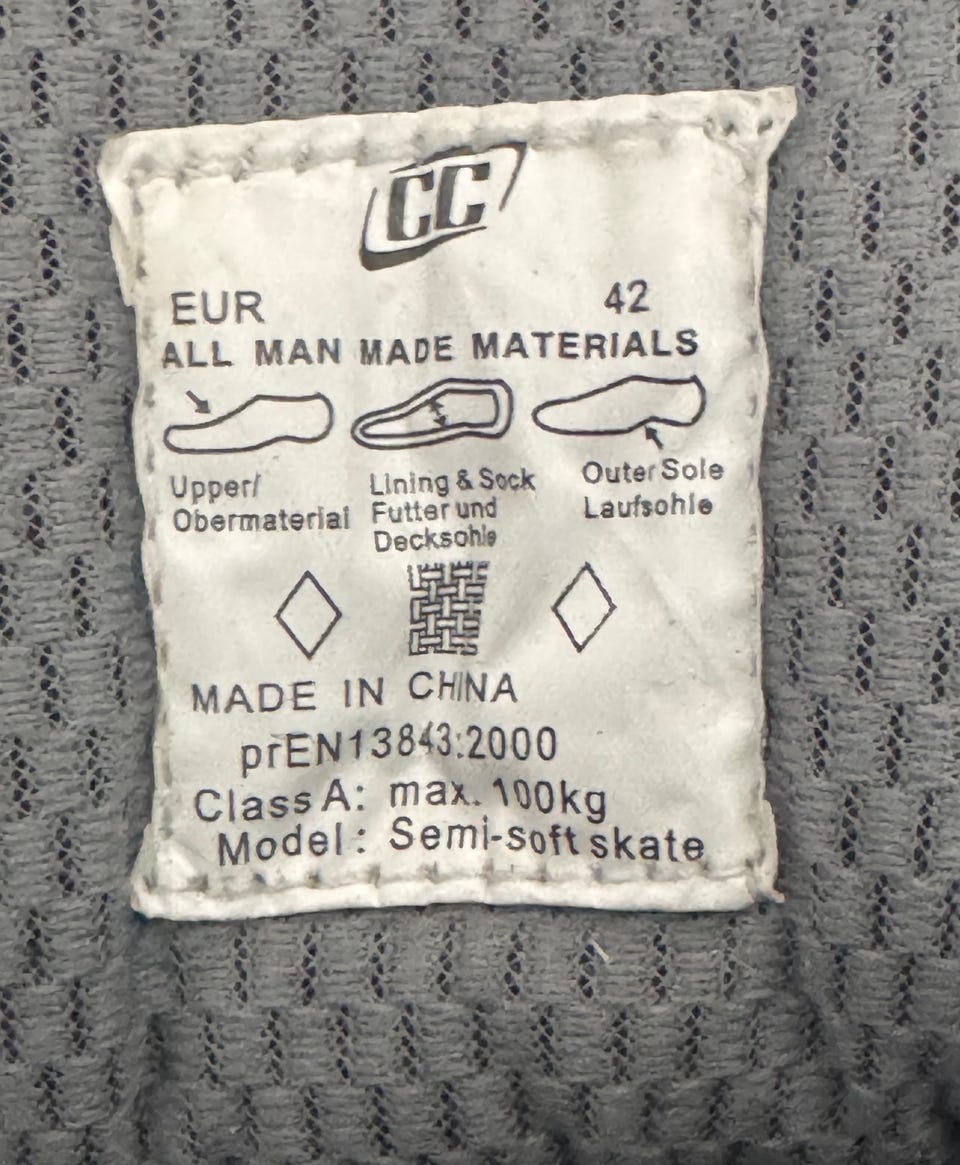 CC
EUR 42
ALL MAN MADE MATERIALS
Upper/ Obermaterial
Lining & Sock
Futter und
Decksohle
Outer Sole
Laufsohle
MADE IN CHINA
prEN13843:2000
Class A: max. 100kg
Model: Semi-soft skate